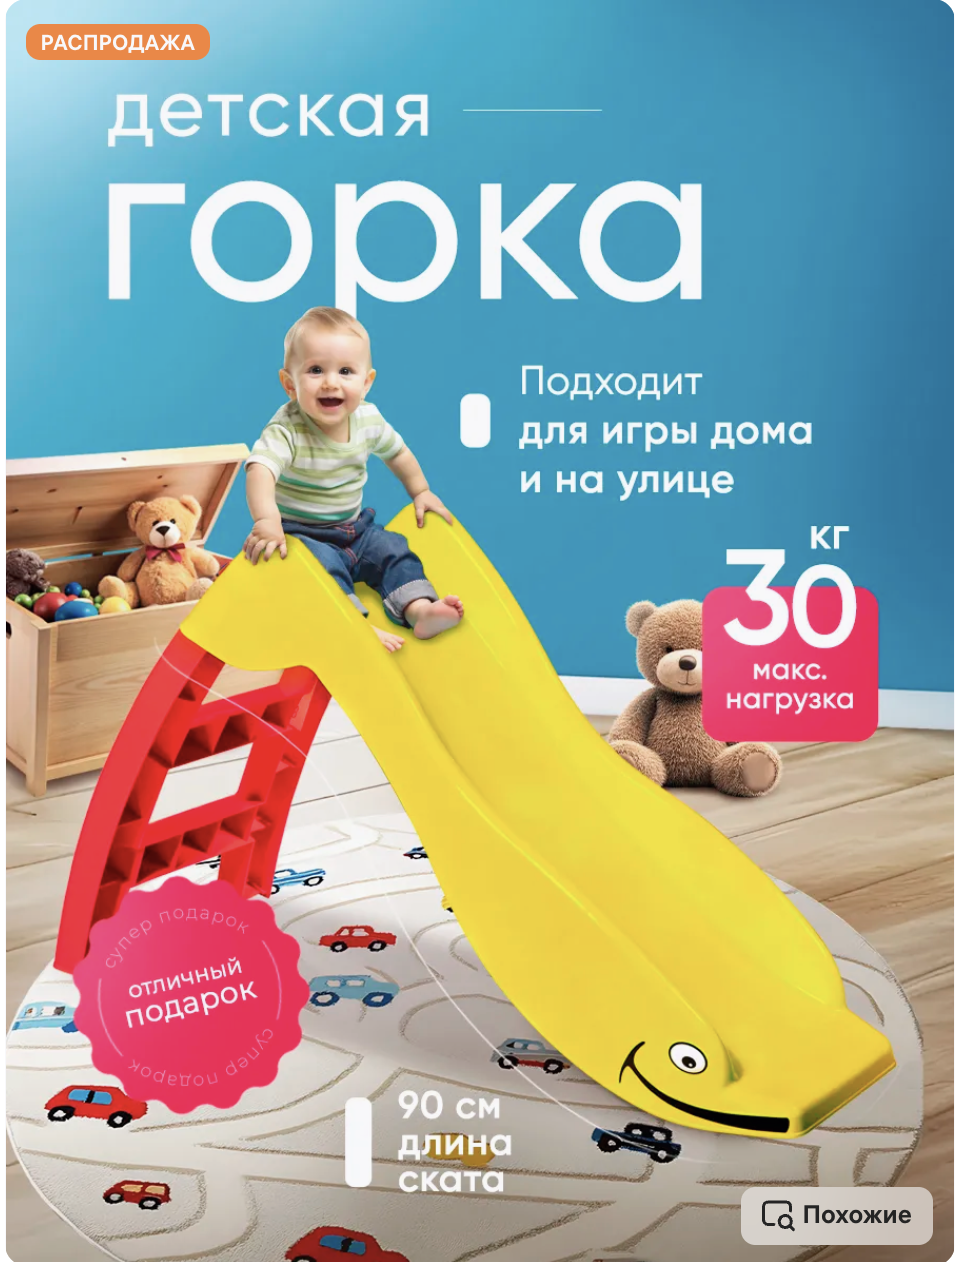 РАСПРОДАЖА
детская
горка
Подходит
для игры дома
и на улице
кг
30
макс.
нагрузка
супер подарок
отличный
подарок
супер подарок
90 см
длина
ската
Похожие